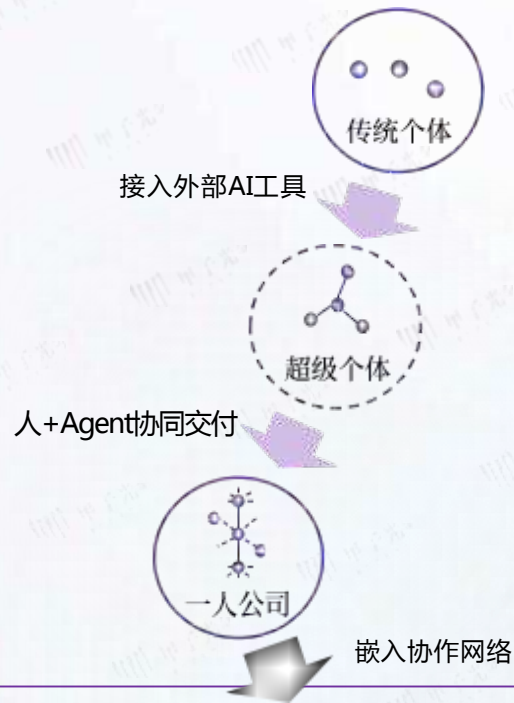 传统个体
接入外部AI工具
超级个体
人+Agent协同交付
一人公司
嵌入协作网络